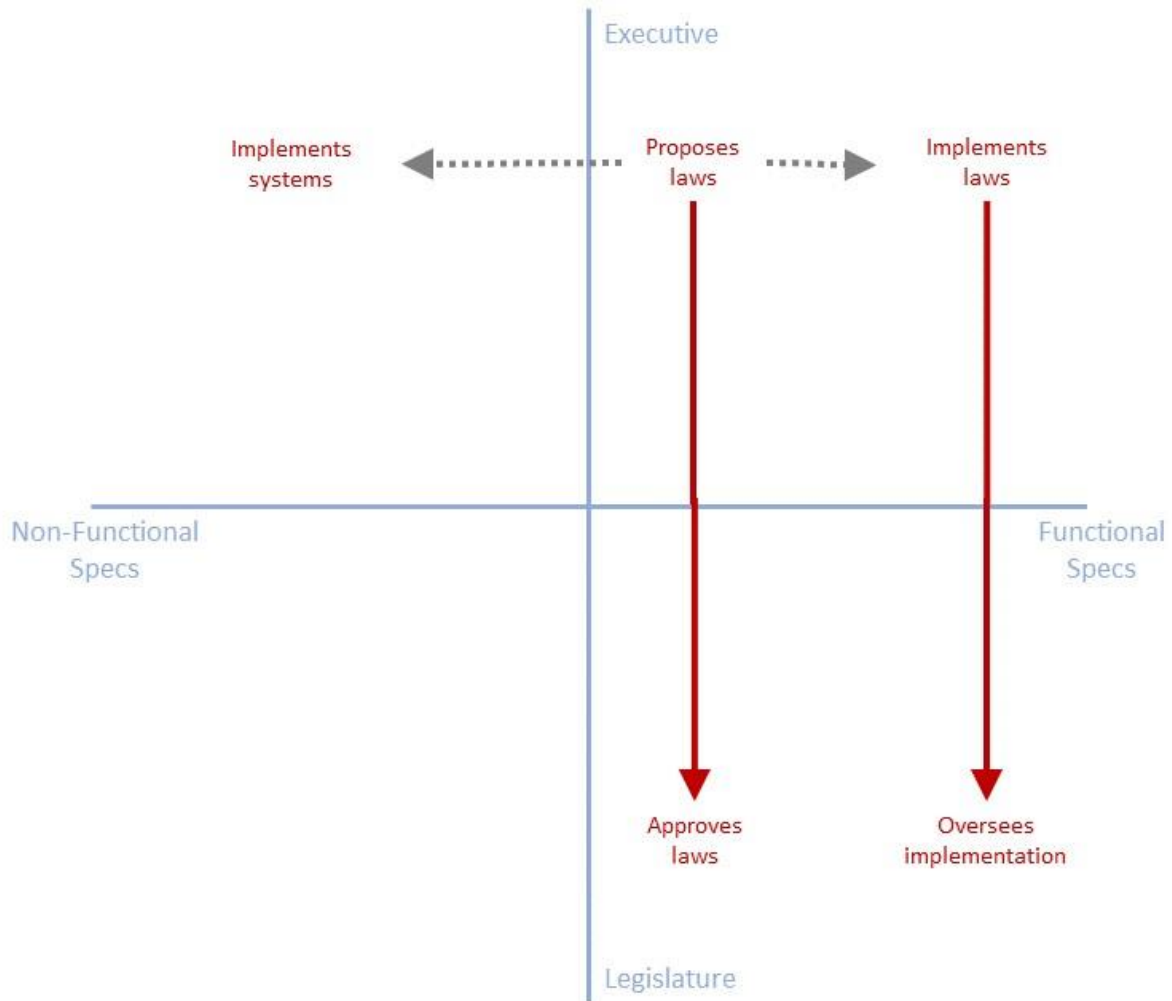 Executive
Implements
systems
Proposes
laws
Implements
laws
Non-Functional
Specs
Functional
Specs
Approves
laws
Oversees
implementation
Legislature